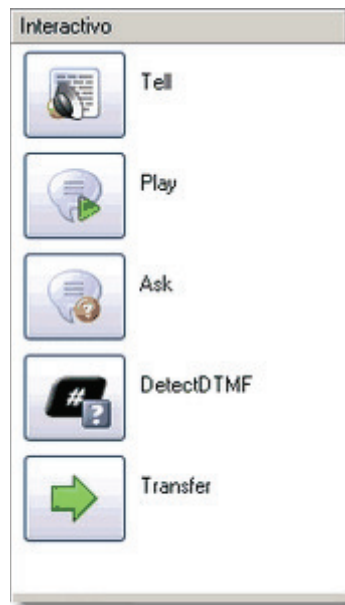 Interactivo
Tell
Play
Ask
#
?
DetectDTMF
Transfer